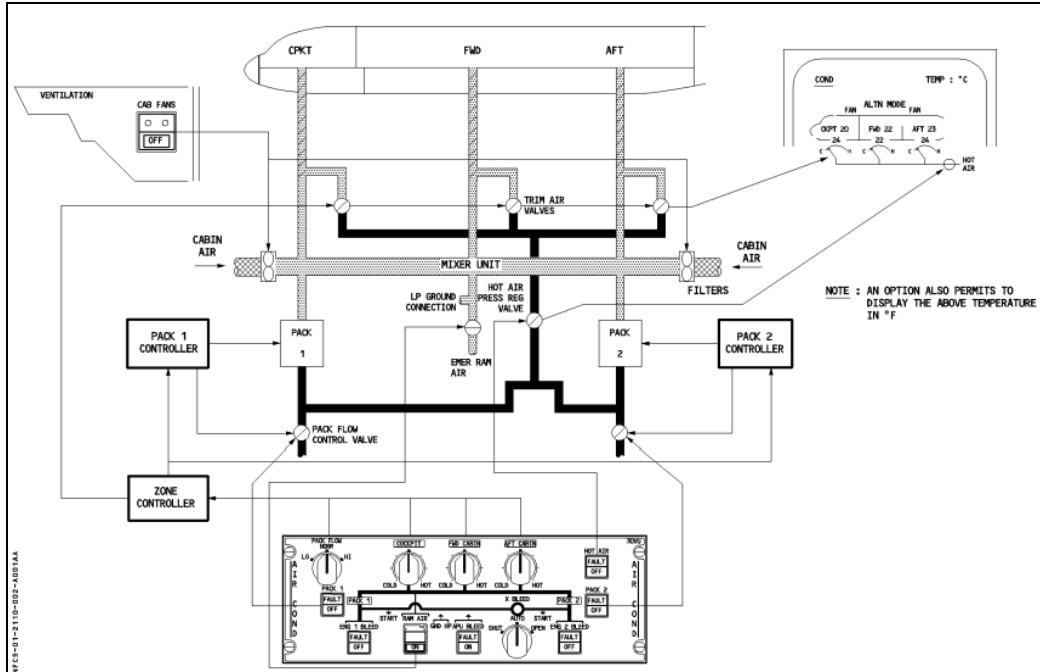 CPKT
FWD
AFT
VENTILATION
CAB FANS
OFF
COND
TEMP : °C
ALTN MODE
FAN
FAN
CKPT 20
FWD 22
AFT 23
24
22
24
C
H
C
H
C
H
HOT
AIR
TRIM AIR
VALVES
CABIN
AIR
MIXER UNIT
CABIN
AIR
FILTERS
LP GROUND
CONNECTION
HOT AIR
PRESS REG
VALVE
NOTE : AN OPTION ALSO PERMITS TO
DISPLAY THE ABOVE TEMPERATURE
IN °F
PACK 1
CONTROLLER
PACK
1
EMER RAM
AIR
PACK
2
PACK 2
CONTROLLER
PACK FLOW
CONTROL VALVE
ZONE
CONTROLLER
PACK FLOW
NORM
LO
HI
COCKPIT
FWD CABIN
AFT CABIN
HOT AIR
FAULT
OFF
COLD
HOT
COLD
HOT
COLD
HOT
AIR COND
AIR COND
PACK 1
FAULT
OFF
PACK 1
X BLEED
PACK 2
PACK 2
FAULT
OFF
START
RAM AIR
GND HP
APU BLEED
AUTO
START
ENG 1 BLEED
FAULT
OFF
ON
FAULT
ON
SHUT
OPEN
ENG 2 BLEED
FAULT
OFF